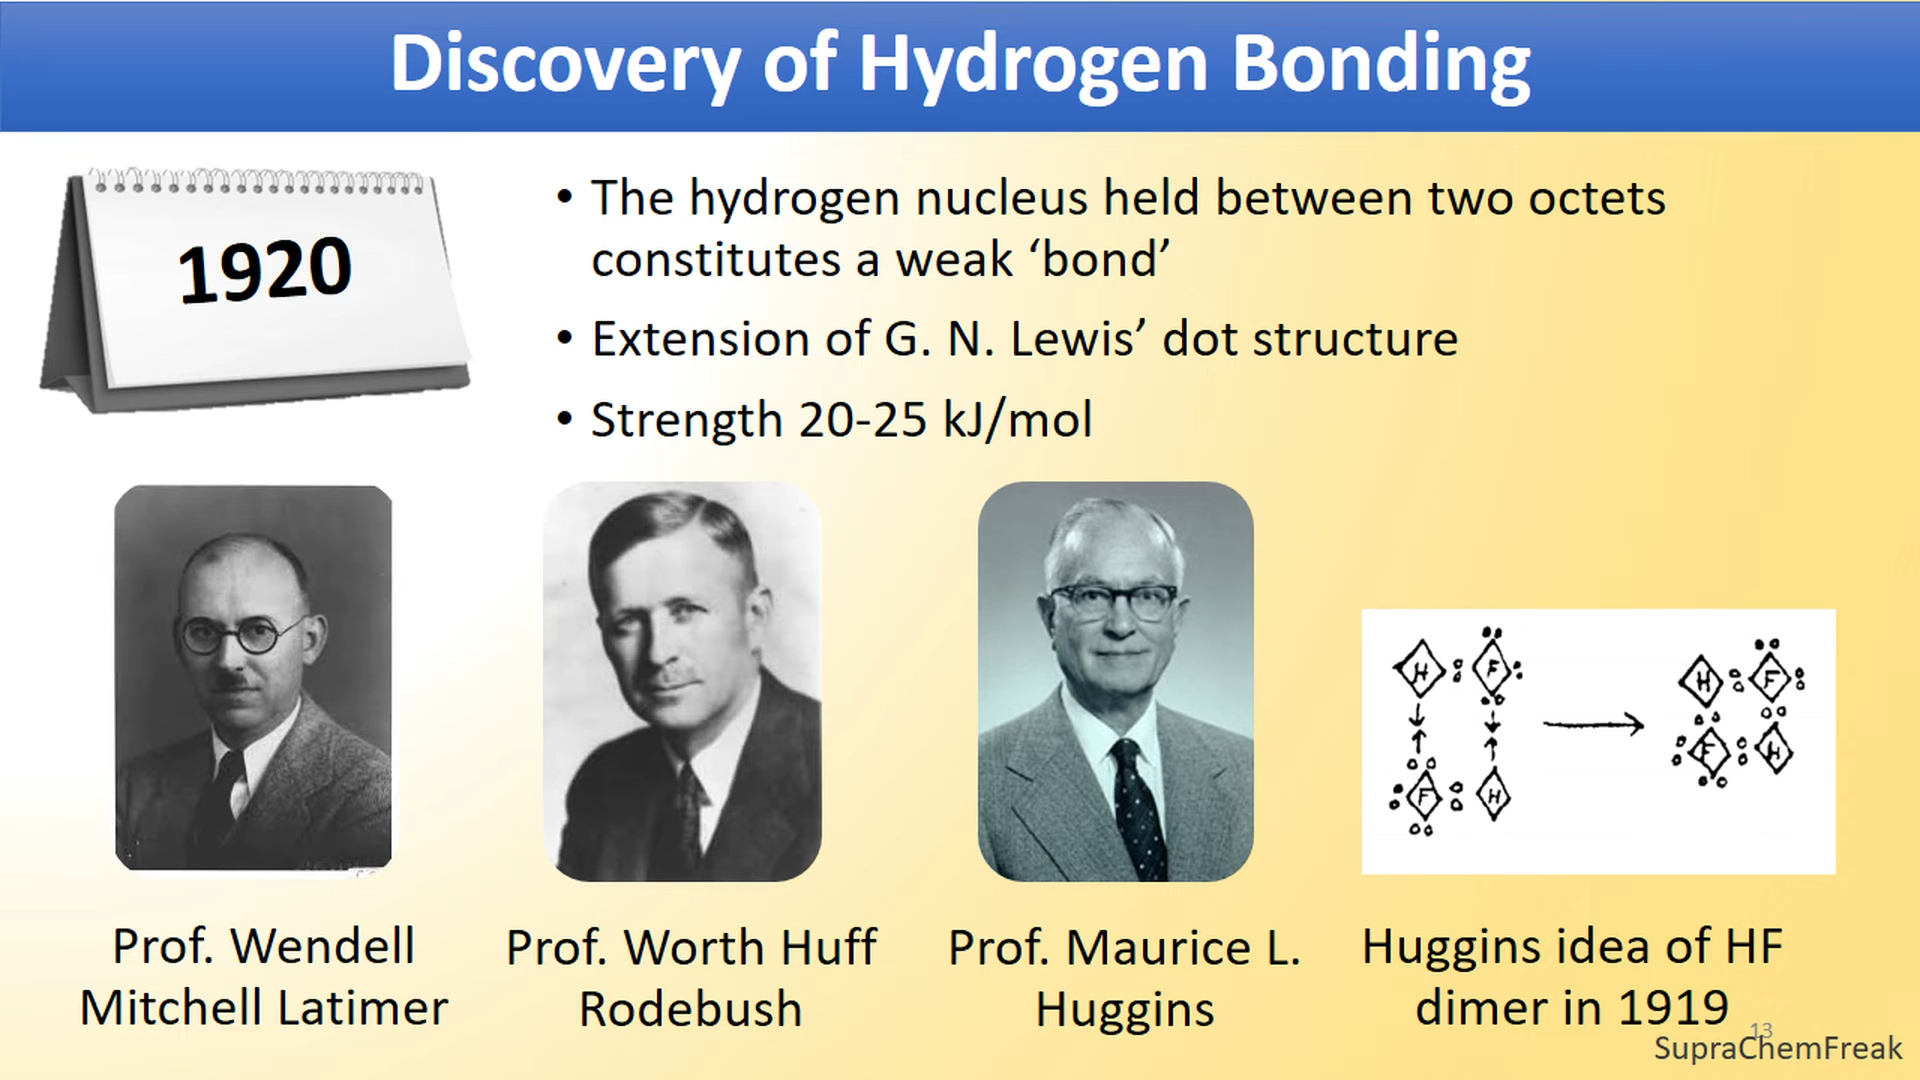 Discovery of Hydrogen Bonding
1920
• The hydrogen nucleus held between two octets
constitutes a weak ‘bond’
• Extension of G. N. Lewis’ dot structure
• Strength 20-25 kJ/mol
H F
F H
H F
F H
Prof. Wendell
Mitchell Latimer
Prof. Worth Huff
Rodebush
Prof. Maurice L.
Huggins
Huggins idea of HF
dimer in 1919
13
SupraChemFreak